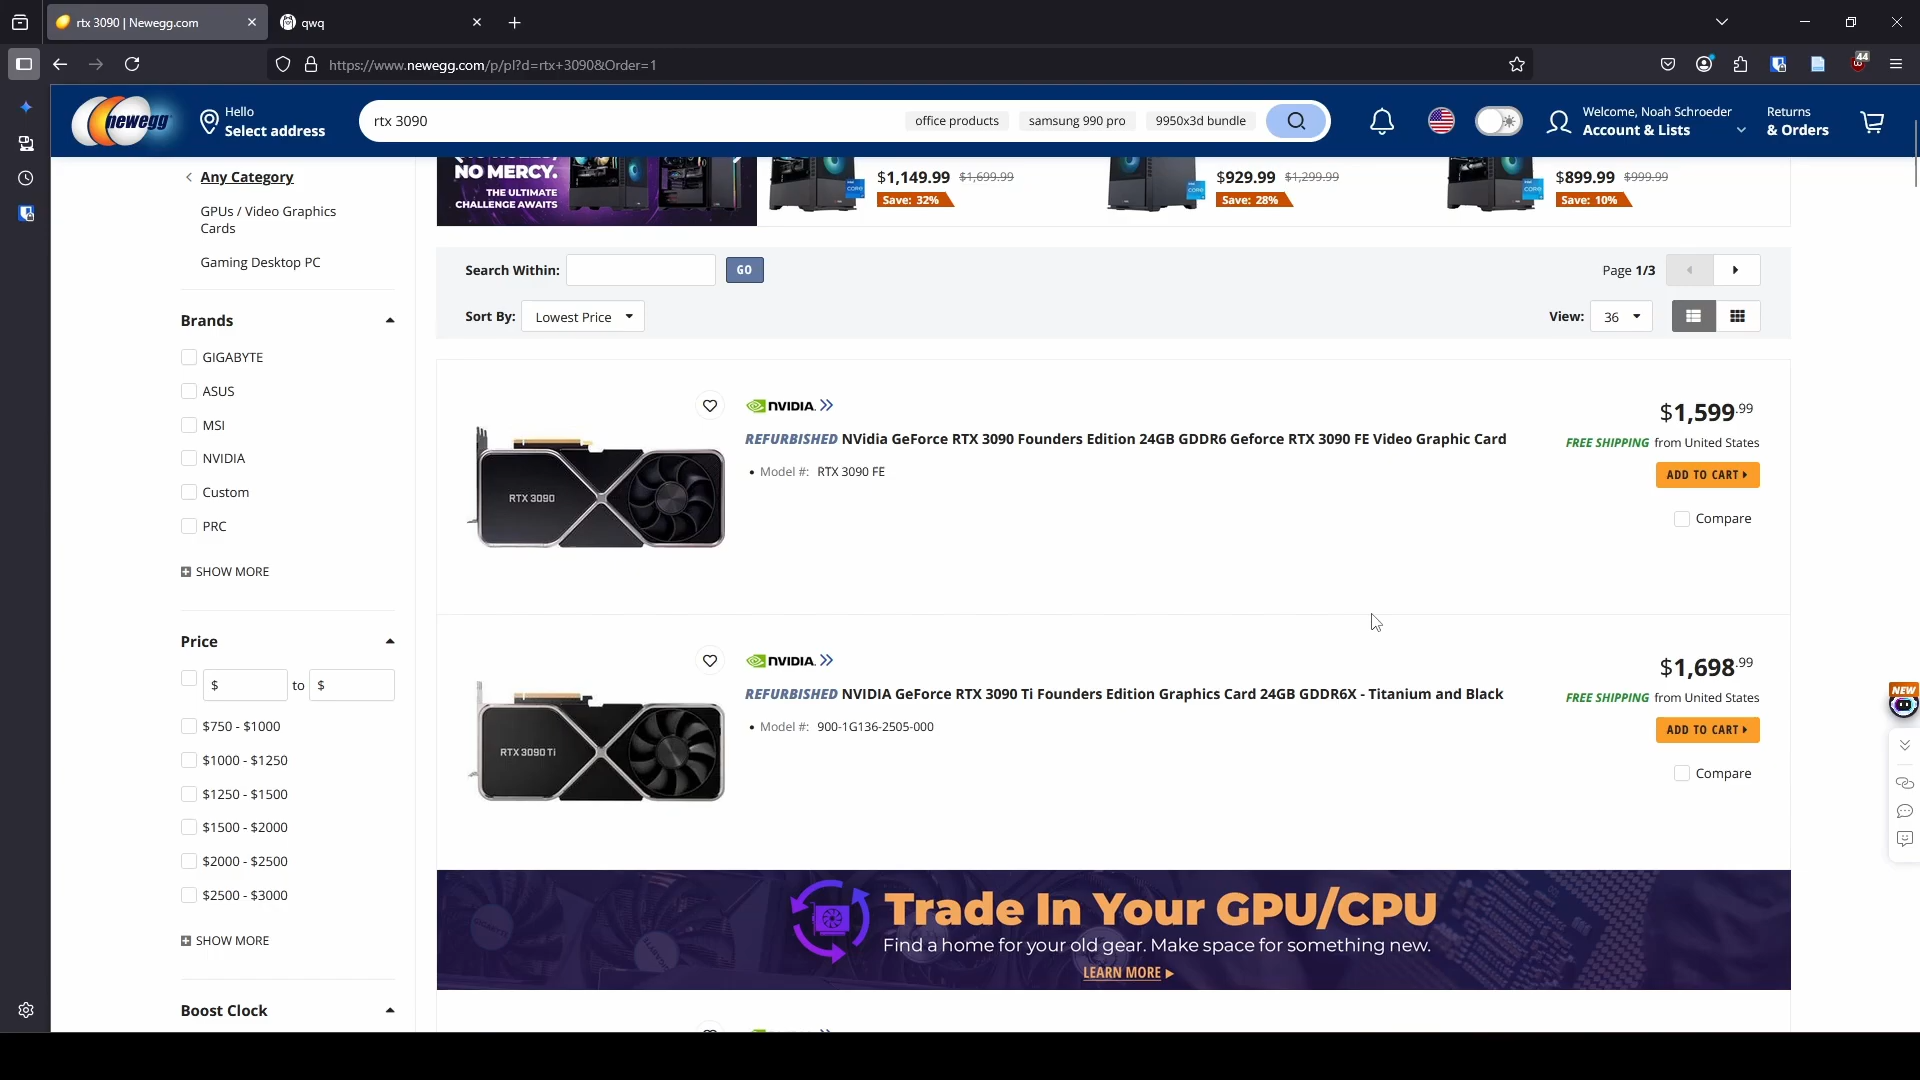 rtx 3090 | Newegg.com
qwq
https://www.newegg.com/p/pl?d=rtx+3090&Order=1
44
newegg
Hello
Select address
rtx 3090
office products
samsung 990 pro
9950x3d bundle
Welcome, Noah Schroeder
Account & Lists
Returns
& Orders
Any Category
GPUs / Video Graphics
Cards
Gaming Desktop PC
NO MERCY.
THE ULTIMATE
CHALLENGE AWAITS
$1,149.99 $1,699.99
Save: 32%
$929.99 $1,299.99
Save: 28%
$899.99 $999.99
Save: 10%
Search Within:
GO
Page 1/3
Sort By: Lowest Price
View: 36
Brands
GIGABYTE
ASUS
MSI
NVIDIA
Custom
PRC
SHOW MORE
Price
$ to $
$750 - $1000
$1000 - $1250
$1250 - $1500
$1500 - $2000
$2000 - $2500
$2500 - $3000
SHOW MORE
Boost Clock
RTX 3090
NVIDIA.
REFURBISHED NVidia GeForce RTX 3090 Founders Edition 24GB GDDR6 Geforce RTX 3090 FE Video Graphic Card
Model #: RTX 3090 FE
$1,599.99
FREE SHIPPING from United States
ADD TO CART
Compare
RTX 3090 Ti
NVIDIA.
REFURBISHED NVIDIA GeForce RTX 3090 Ti Founders Edition Graphics Card 24GB GDDR6X - Titanium and Black
Model #: 900-1G136-2505-000
$1,698.99
FREE SHIPPING from United States
ADD TO CART
Compare
NEW
Trade In Your GPU/CPU
Find a home for your old gear. Make space for something new.
LEARN MORE